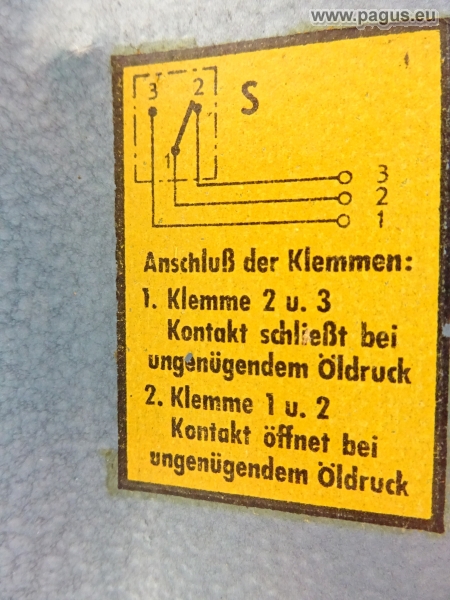 www.pagus.eu
3 2 S
1
3
2
1
Anschluß der Klemmen:
1. Klemme 2 u. 3
Kontakt schließt bei
ungenügendem Öldruck
2. Klemme 1 u. 2
Kontakt öffnet bei
ungenügendem Öldruck